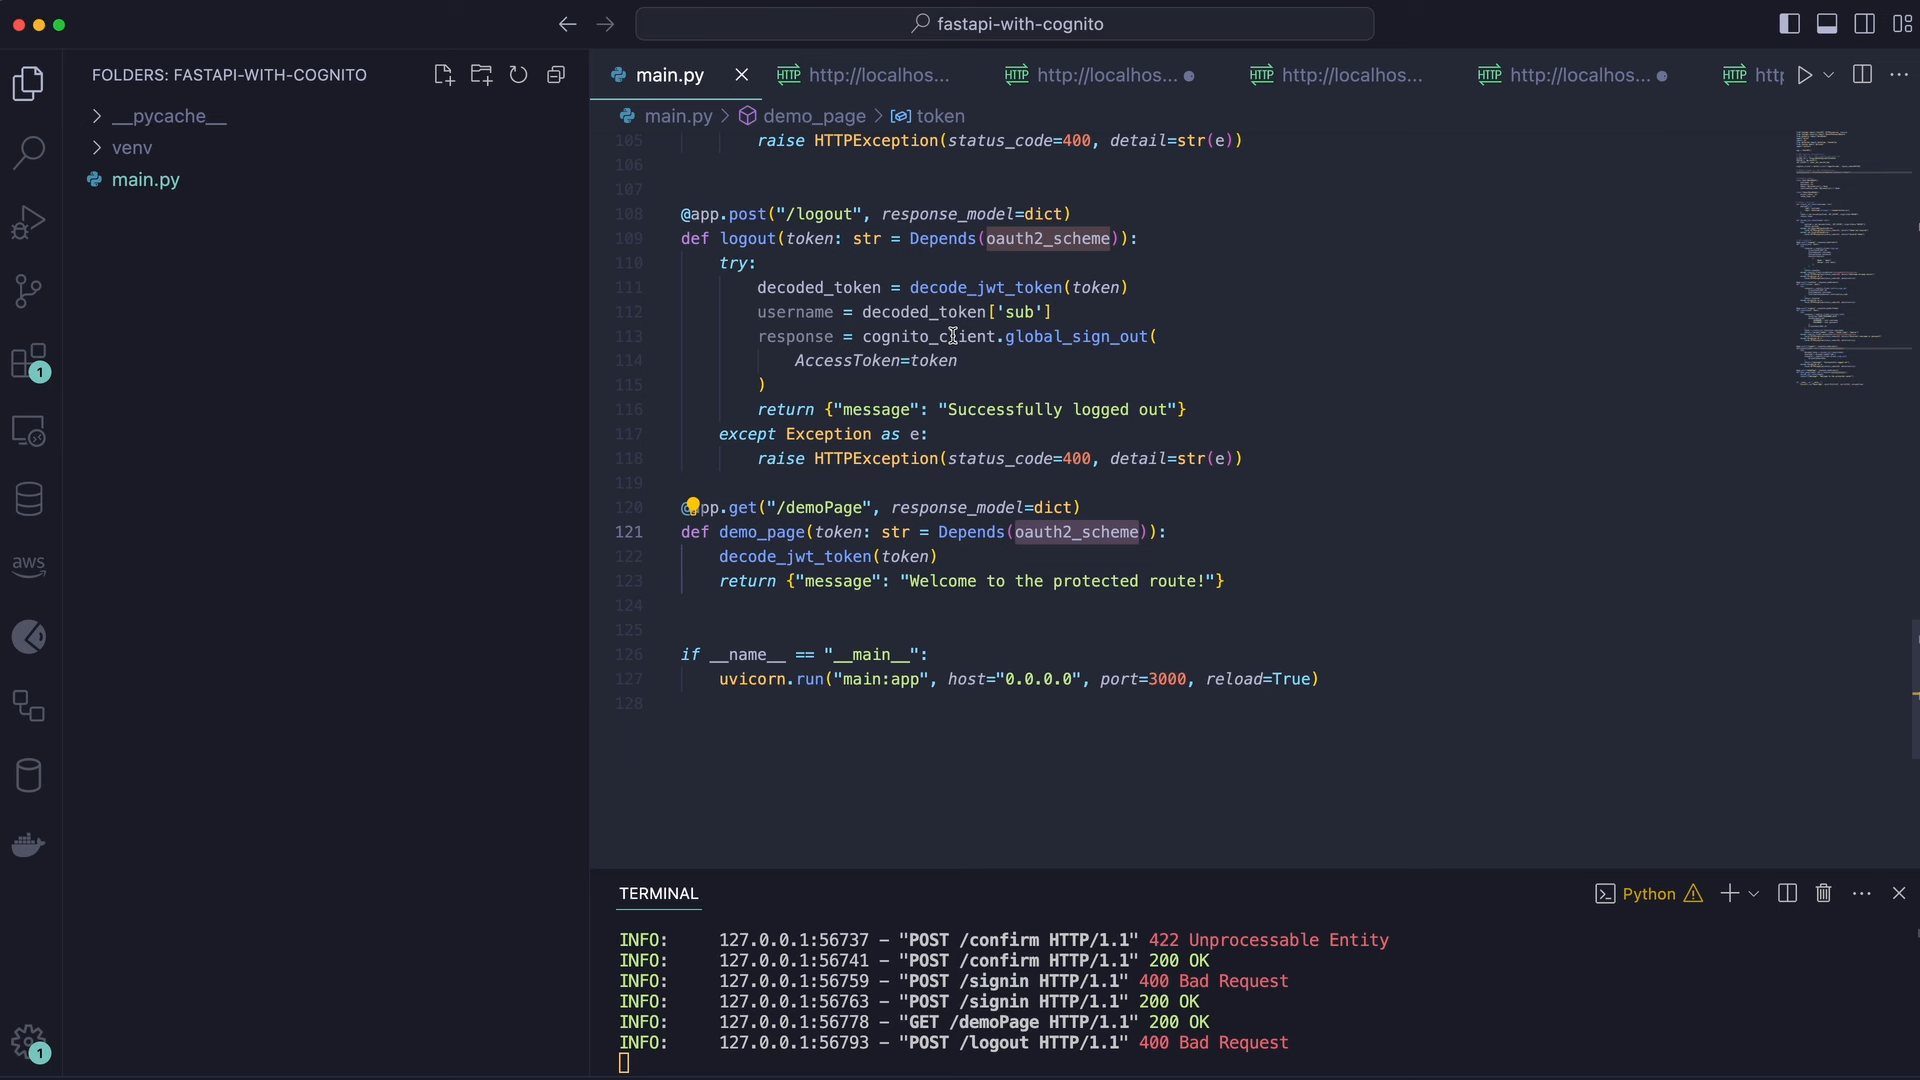 fastapi-with-cognito
FOLDERS: FASTAPI-WITH-COGNITO
__pycache__
venv
main.py
1
aws
1
main.py
HTTP http://localhos...
HTTP http://localhos...
HTTP http://localhos...
HTTP http://localhos...
HTTP htt
main.py > demo_page > token
105 raise HTTPException(status_code=400, detail=str(e))
106
107
108 @app.post("/logout", response_model=dict)
109 def logout(token: str = Depends(oauth2_scheme)):
110 try:
111 decoded_token = decode_jwt_token(token)
112 username = decoded_token['sub']
113 response = cognito_client.global_sign_out(
114 AccessToken=token
115 )
116 return {"message": "Successfully logged out"}
117 except Exception as e:
118 raise HTTPException(status_code=400, detail=str(e))
119
120 @app.get("/demoPage", response_model=dict)
121 def demo_page(token: str = Depends(oauth2_scheme)):
122 decode_jwt_token(token)
123 return {"message": "Welcome to the protected route!"}
124
125
126 if __name__ == "__main__":
127 uvicorn.run("main:app", host="0.0.0.0", port=3000, reload=True)
128
TERMINAL
Python
INFO: 127.0.0.1:56737 – "POST /confirm HTTP/1.1" 422 Unprocessable Entity
INFO: 127.0.0.1:56741 – "POST /confirm HTTP/1.1" 200 OK
INFO: 127.0.0.1:56759 – "POST /signin HTTP/1.1" 400 Bad Request
INFO: 127.0.0.1:56763 – "POST /signin HTTP/1.1" 200 OK
INFO: 127.0.0.1:56778 – "GET /demoPage HTTP/1.1" 200 OK
INFO: 127.0.0.1:56793 – "POST /logout HTTP/1.1" 400 Bad Request